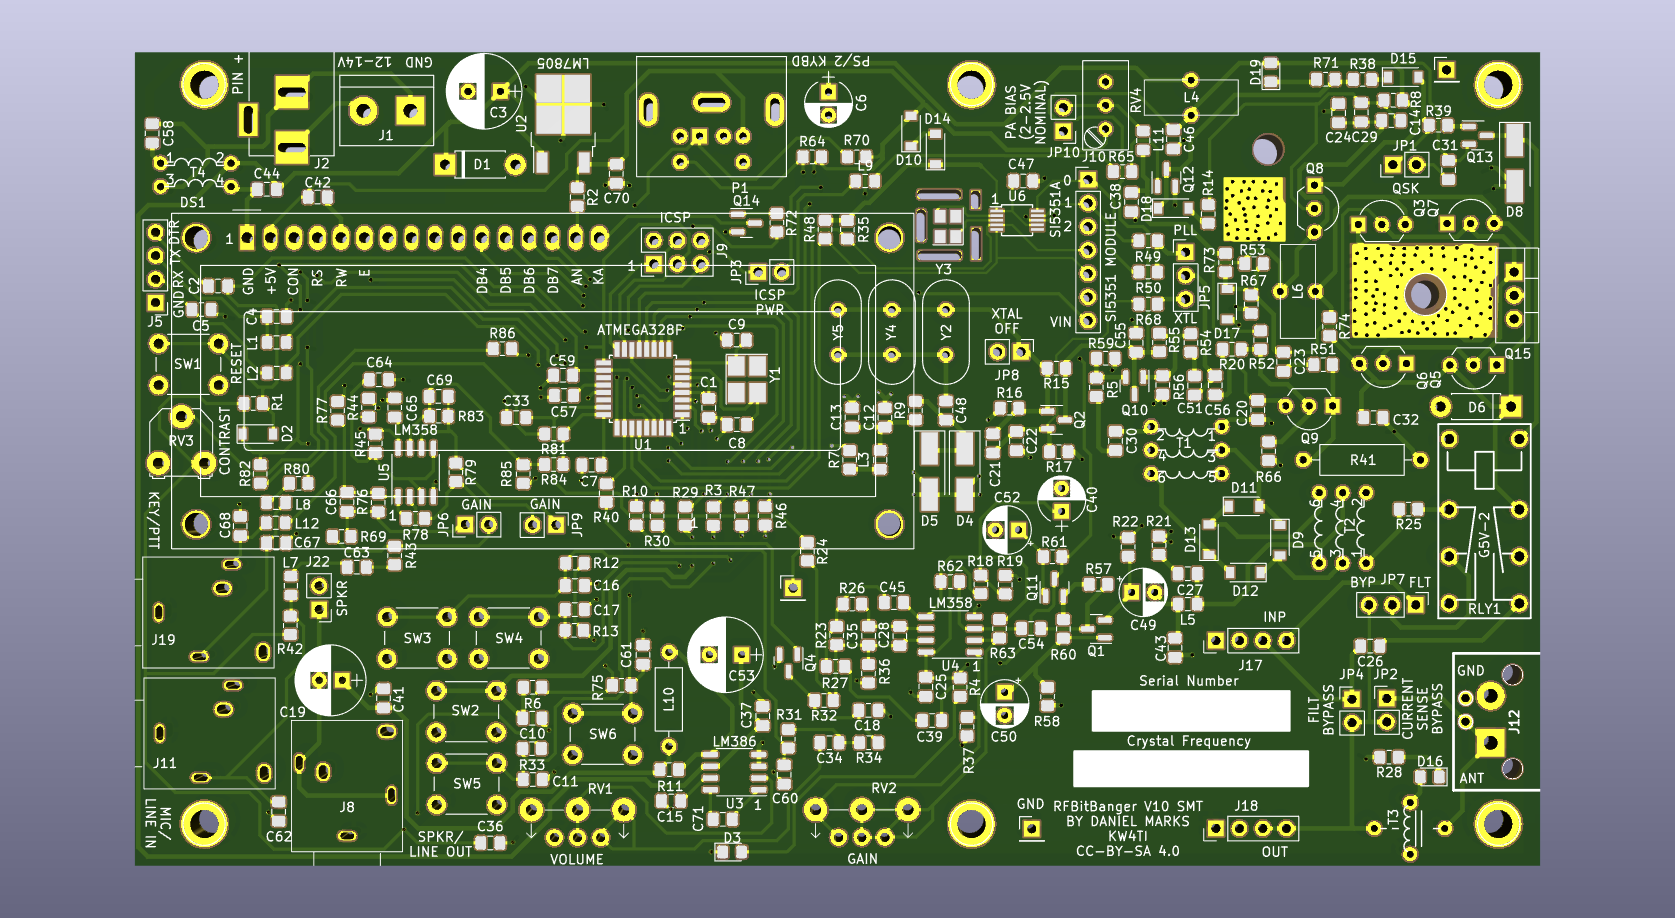 PIN +
12-14V
GND
LM7805
PS/2 KYBD
D19
R71
R38
D15
C3
U2
C6
PA BIAS
(2-2.5V
NOMINAL)
RV4
L4
R8
C58
J1
J2
D1
R64
R70
L9
D14
D10
JP10
J10
R65
L11
C46
C24
C29
C14
R39
C31
Q13
JP1
QSK
T4
C44
C42
R2
C70
P1
C47
Q12
Q8
R14
D8
DS1
Q14
ICSP
R72
R48
R35
U6
SI5351A
0
1
2
C38
D18
Q3
Q7
DTR
TX
RX
GND
J5
1
J9
JP3
ICSP
PWR
Y3
PLL
R49
R50
R68
JP5
XTL
R73
R53
R67
L6
SI5351 MODULE
VIN
C2
C5
GND
+5V
CON
RS
RW
E
DB4
DB5
DB6
DB7
AN
KA
C4
L1
L2
SW1
RESET
R86
ATMEGA328P
C9
Y1
Y5
Y4
Y2
XTAL
OFF
JP8
R15
R59
C55
R55
R54
D17
R20
R52
C23
R51
R74
Q15
C64
C69
C59
C57
C33
C1
C8
U1
1
R1
D2
RV3
CONTRAST
R77
R44
C65
R83
LM358
R45
U5
R79
R81
R84
R85
C7
C13
C12
R9
C48
R7
L3
R16
Q2
C22
C21
R17
R5
Q10
R56
C51
C56
C20
Q9
Q6
Q5
D6
C32
C30
T1
R66
R41
R82
R80
L8
L12
C67
C68
C66
R76
R78
R69
C63
R43
GAIN
JP6
GAIN
JP9
R40
R10
R30
R29
R3
R47
R46
D5
D4
C52
C40
R61
R22
R21
D11
D13
D9
D12
T2
R25
G5V-2
RLY1
KEY/PTT
L7
J22
SPKR
R42
J19
R12
C16
C17
R13
R24
R26
C45
R62
R18
R19
Q11
R57
C49
C27
L5
BYP
JP7
FLT
LM358
SW3
SW4
C61
C53
Q4
R23
C35
C28
R27
R36
U4
1
R63
C54
R60
Q1
C43
INP
J17
C26
C19
C41
SW2
R6
C10
R75
SW6
L10
C37
R31
R32
C18
C25
R4
C39
R37
C50
R58
Serial Number
Crystal Frequency
FILT
BYPASS
JP4
JP2
CURRENT
SENSE
BYPASS
GND
J12
ANT
J11
J8
SW5
R33
C11
LM386
R11
C15
U3
1
C60
C34
R34
R28
D16
C62
MIC/
LINE IN
SPKR/
LINE OUT
C36
RV1
VOLUME
C71
D3
RV2
GAIN
GND
RFBitBanger V10 SMT
BY DANIEL MARKS
KW4TI
CC-BY-SA 4.0
J18
OUT
T3